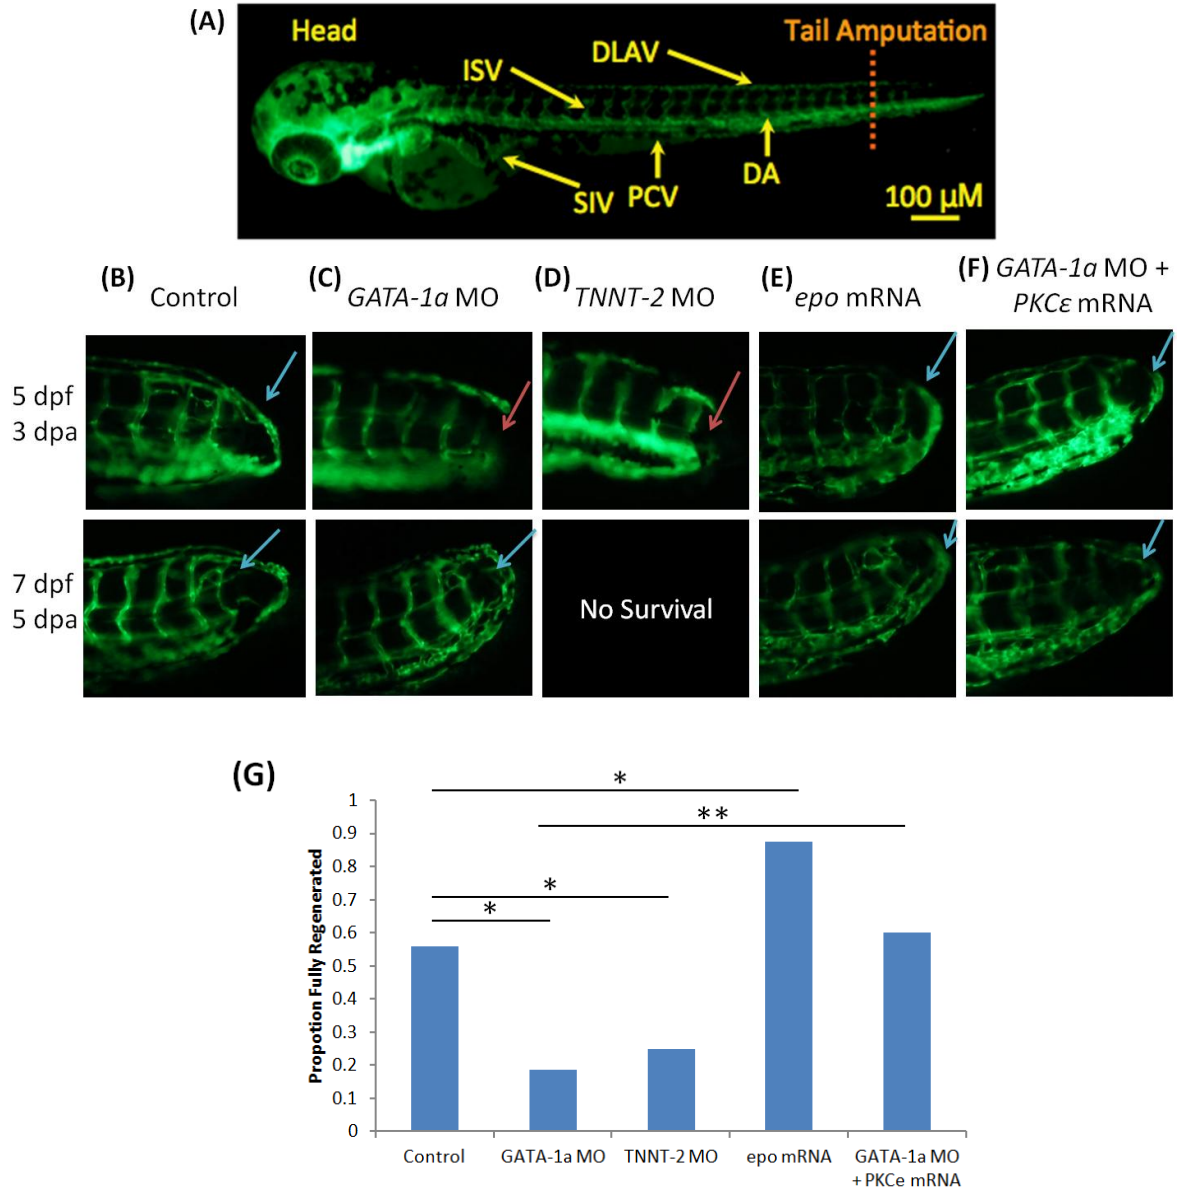 (A)
Head
Tail Amputation
ISV
DLAV
SIV
PCV
DA
100 µM
(B) Control
(C) GATA-1a MO
(D) TNNT-2 MO
(E) epo mRNA
(F) GATA-1a MO +
PKCε mRNA
5 dpf
3 dpa
7 dpf
5 dpa
No Survival
(G)
*
**
*
*
Propotion Fully Regenerated
1
0.9
0.8
0.7
0.6
0.5
0.4
0.3
0.2
0.1
0
Control
GATA-1a MO
TNNT-2 MO
epo mRNA
GATA-1a MO
+ PKCe mRNA